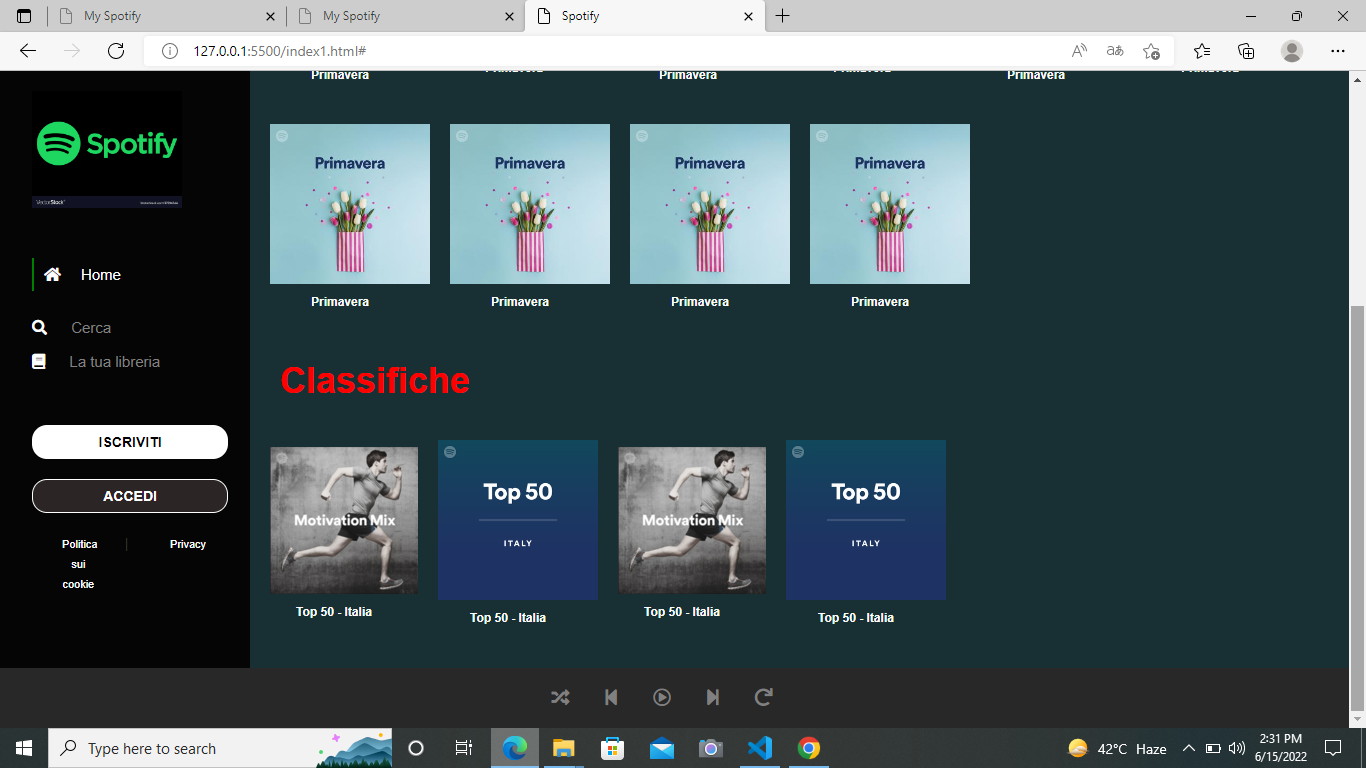 My Spotify
My Spotify
Spotify
127.0.0.1:5500/index1.html#
Primavera
Primavera
Primavera
Primavera
Primavera
Primavera
Spotify
VectorStock
Primavera
Primavera
Primavera
Primavera
Primavera
Primavera
Primavera
Primavera
Home
Cerca
La tua libreria
Classifiche
ISCRIVITI
ACCEDI
Politica
sui
cookie
Privacy
Motivation Mix
Top 50
ITALY
Motivation Mix
Top 50
ITALY
Top 50 - Italia
Top 50 - Italia
Top 50 - Italia
Top 50 - Italia
Type here to search
42°C Haze
2:31 PM
6/15/2022